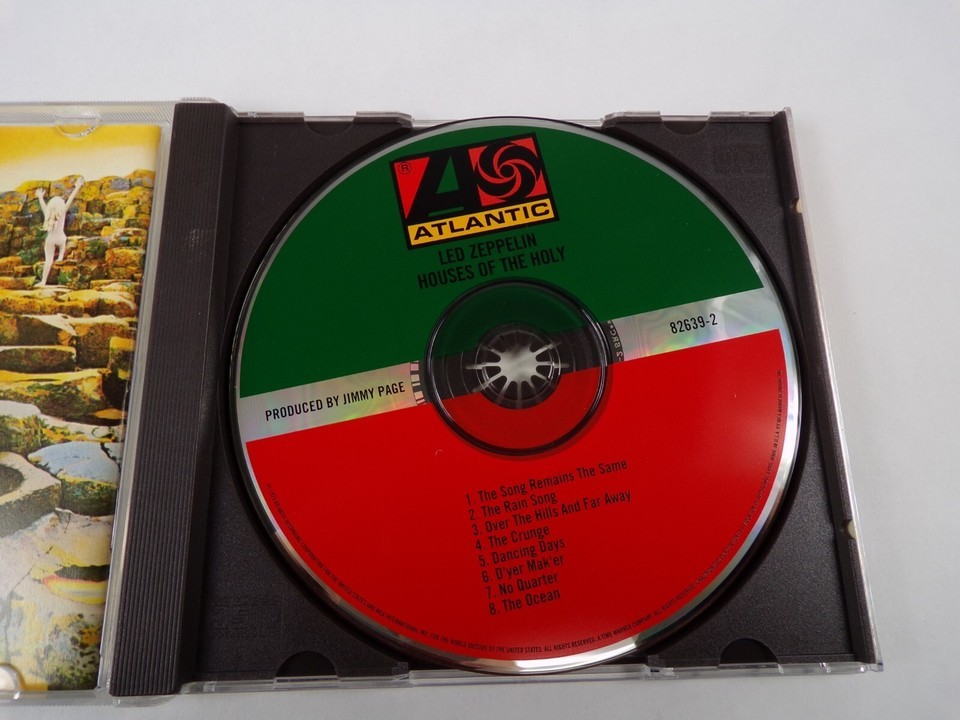 ®
ATLANTIC
LED ZEPPELIN
HOUSES OF THE HOLY
82639-2
PRODUCED BY JIMMY PAGE
1. The Song Remains The Same
2. The Rain Song
3. Over The Hills And Far Away
4. The Crunge
5. Dancing Days
6. D'yer Mak'er
7. No Quarter
8. The Ocean